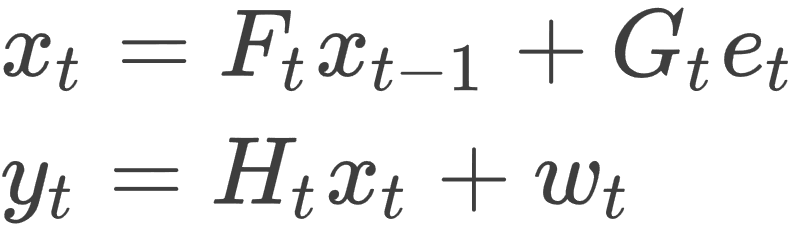 x_t = F_t x_{t-1} + G_t e_t
y_t = H_t x_t + w_t